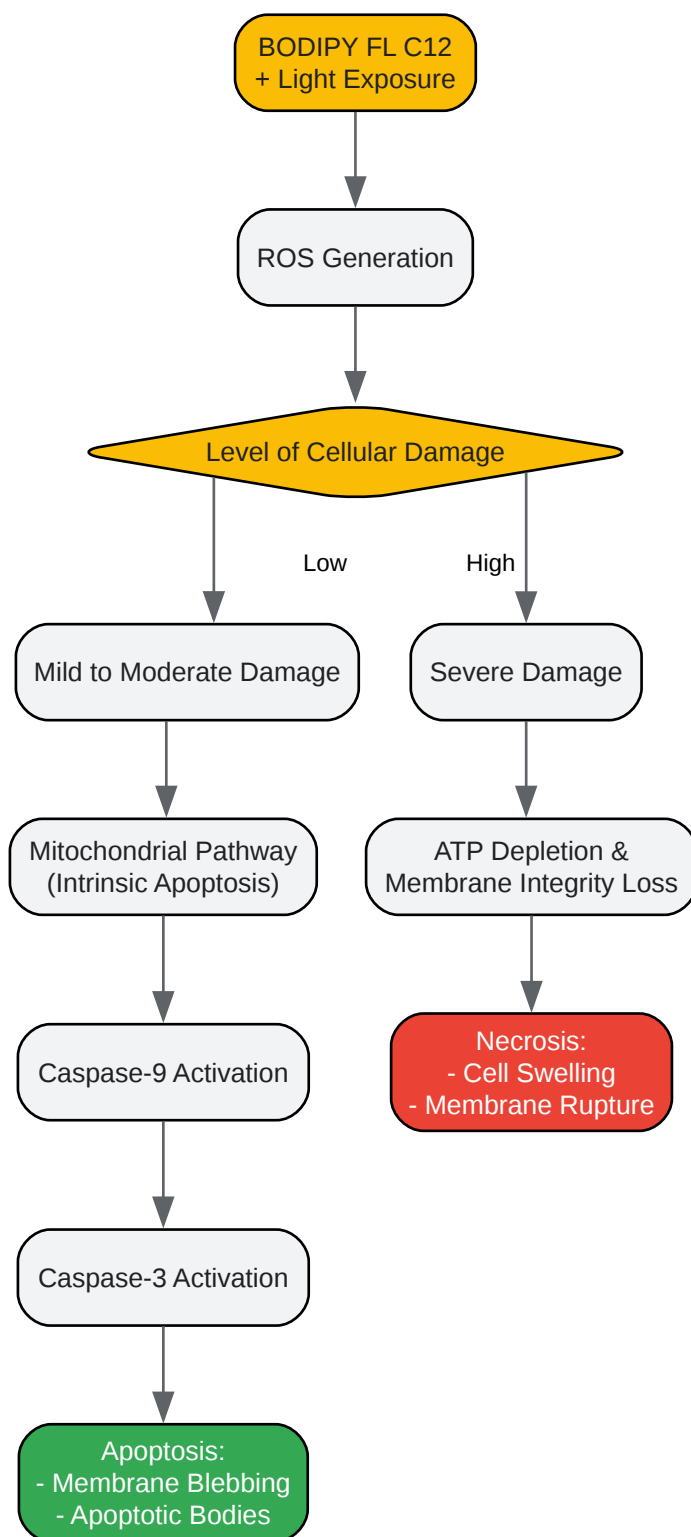 BODIPY FL C12
+ Light Exposure
ROS Generation
Level of Cellular Damage
Low
High
Mild to Moderate Damage
Severe Damage
Mitochondrial Pathway
(Intrinsic Apoptosis)
ATP Depletion &
Membrane Integrity Loss
Caspase-9 Activation
Necrosis:
- Cell Swelling
- Membrane Rupture
Caspase-3 Activation
Apoptosis:
- Membrane Blebbing
- Apoptotic Bodies